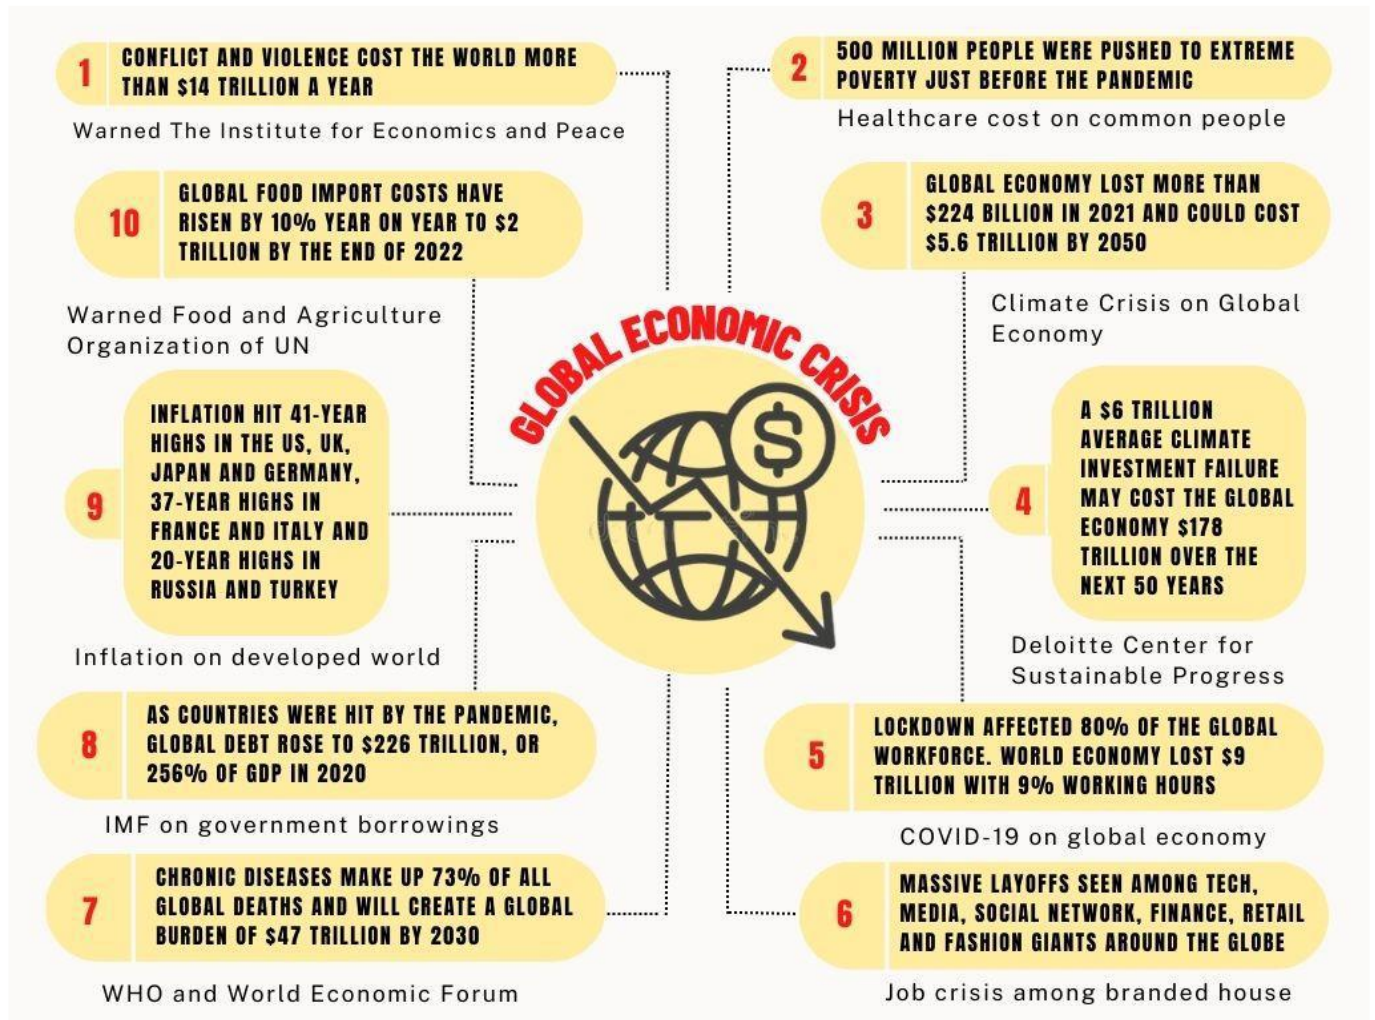 1
CONFLICT AND VIOLENCE COST THE WORLD MORE
THAN $14 TRILLION A YEAR
Warned The Institute for Economics and Peace
2
500 MILLION PEOPLE WERE PUSHED TO EXTREME
POVERTY JUST BEFORE THE PANDEMIC
Healthcare cost on common people
10
GLOBAL FOOD IMPORT COSTS HAVE
RISEN BY 10% YEAR ON YEAR TO $2
TRILLION BY THE END OF 2022
Warned Food and Agriculture
Organization of UN
3
GLOBAL ECONOMY LOST MORE THAN
$224 BILLION IN 2021 AND COULD COST
$5.6 TRILLION BY 2050
Climate Crisis on Global
Economy
GLOBAL ECONOMIC CRISIS
$
9
INFLATION HIT 41-YEAR
HIGHS IN THE US, UK,
JAPAN AND GERMANY,
37-YEAR HIGHS IN
FRANCE AND ITALY AND
20-YEAR HIGHS IN
RUSSIA AND TURKEY
Inflation on developed world
4
A $6 TRILLION
AVERAGE CLIMATE
INVESTMENT FAILURE
MAY COST THE GLOBAL
ECONOMY $178
TRILLION OVER THE
NEXT 50 YEARS
Deloitte Center for
Sustainable Progress
8
AS COUNTRIES WERE HIT BY THE PANDEMIC,
GLOBAL DEBT ROSE TO $226 TRILLION, OR
256% OF GDP IN 2020
IMF on government borrowings
5
LOCKDOWN AFFECTED 80% OF THE GLOBAL
WORKFORCE. WORLD ECONOMY LOST $9
TRILLION WITH 9% WORKING HOURS
COVID-19 on global economy
7
CHRONIC DISEASES MAKE UP 73% OF ALL
GLOBAL DEATHS AND WILL CREATE A GLOBAL
BURDEN OF $47 TRILLION BY 2030
WHO and World Economic Forum
6
MASSIVE LAYOFFS SEEN AMONG TECH,
MEDIA, SOCIAL NETWORK, FINANCE, RETAIL
AND FASHION GIANTS AROUND THE GLOBE
Job crisis among branded house